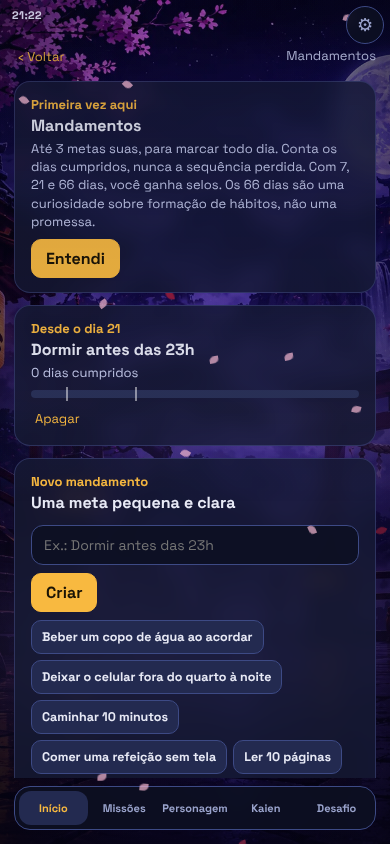 21:22
‹ Voltar
Mandamentos
Primeira vez aqui
Mandamentos
Até 3 metas suas, para marcar todo dia. Conta os
dias cumpridos, nunca a sequência perdida. Com 7,
21 e 66 dias, você ganha selos. Os 66 dias são uma
curiosidade sobre formação de hábitos, não uma
promessa.
Entendi
Desde o dia 21
Dormir antes das 23h
0 dias cumpridos
Apagar
Novo mandamento
Uma meta pequena e clara
Ex.: Dormir antes das 23h
Criar
Beber um copo de água ao acordar
Deixar o celular fora do quarto à noite
Caminhar 10 minutos
Comer uma refeição sem tela
Ler 10 páginas
Início
Missões
Personagem
Kaien
Desafio